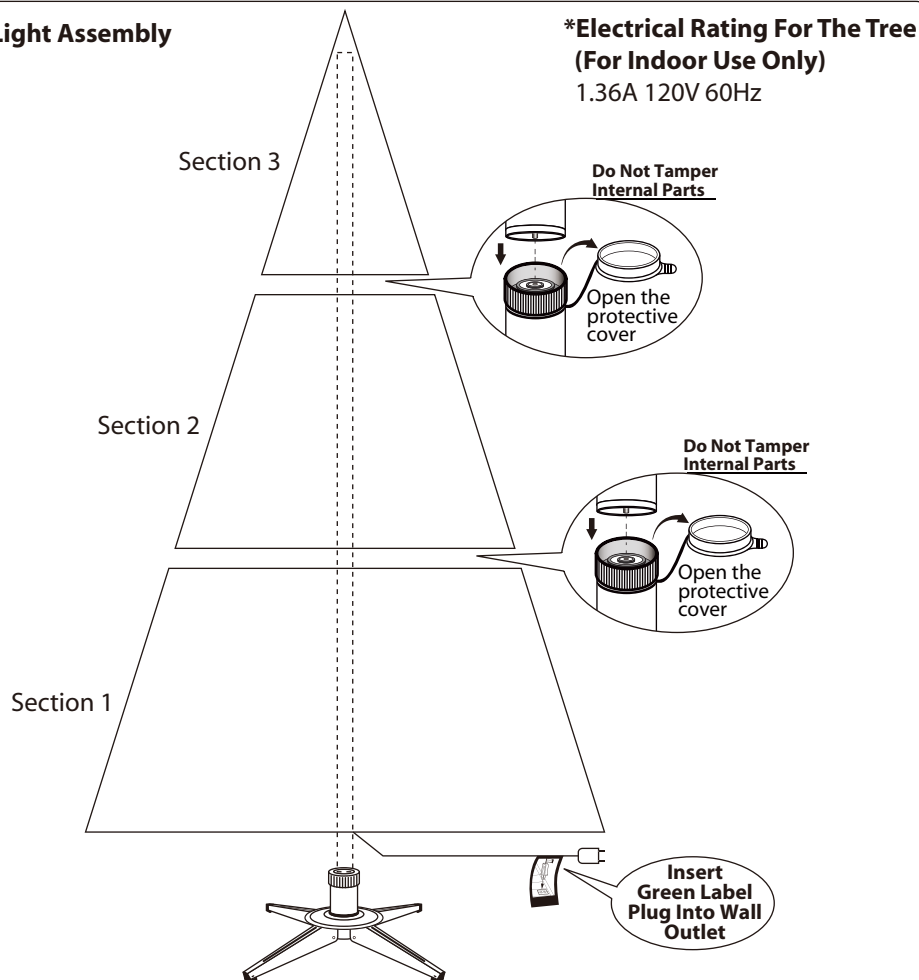 Light Assembly
*Electrical Rating For The Tree
(For Indoor Use Only)
1.36A 120V 60Hz
Section 3
Do Not Tamper
Internal Parts
Open the
protective
cover
Section 2
Do Not Tamper
Internal Parts
Open the
protective
cover
Section 1
Insert
Green Label
Plug Into Wall
Outlet